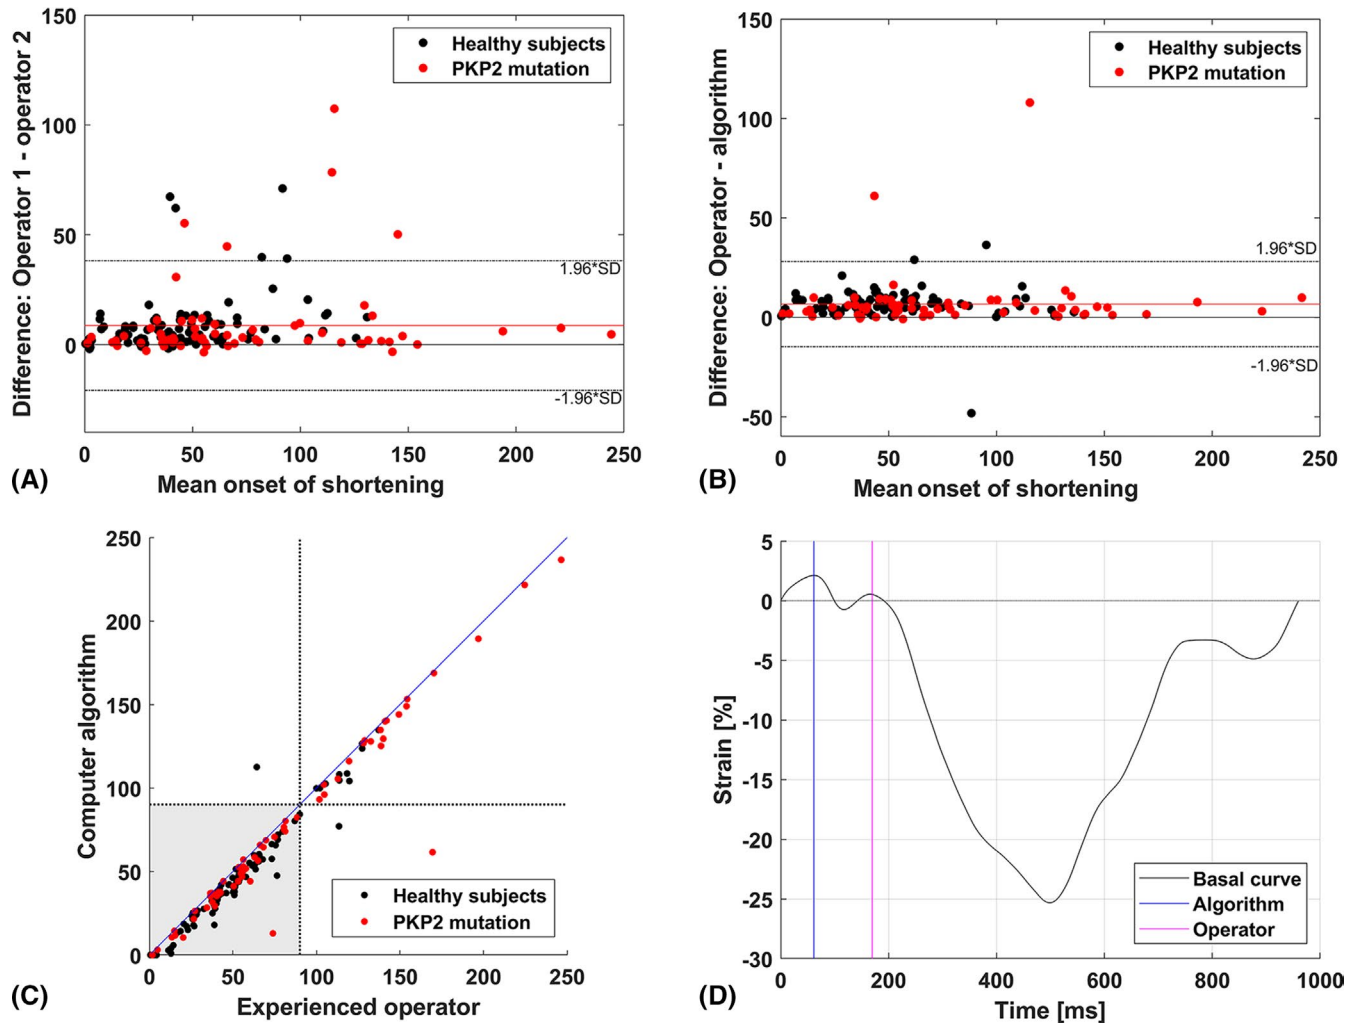 150
100
50
0
Difference: Operator 1 - operator 2
Healthy subjects
PKP2 mutation
1.96*SD
-1.96*SD
0 50 100 150 200 250
Mean onset of shortening
(A)
150
100
50
0
-50
Difference: Operator - algorithm
Healthy subjects
PKP2 mutation
1.96*SD
-1.96*SD
0 50 100 150 200 250
Mean onset of shortening
(B)
250
200
150
100
50
0
Computer algorithm
Healthy subjects
PKP2 mutation
0 50 100 150 200 250
Experienced operator
(C)
5
0
-5
-10
-15
-20
-25
-30
Strain [%]
Basal curve
Algorithm
Operator
0 200 400 600 800 1000
Time [ms]
(D)